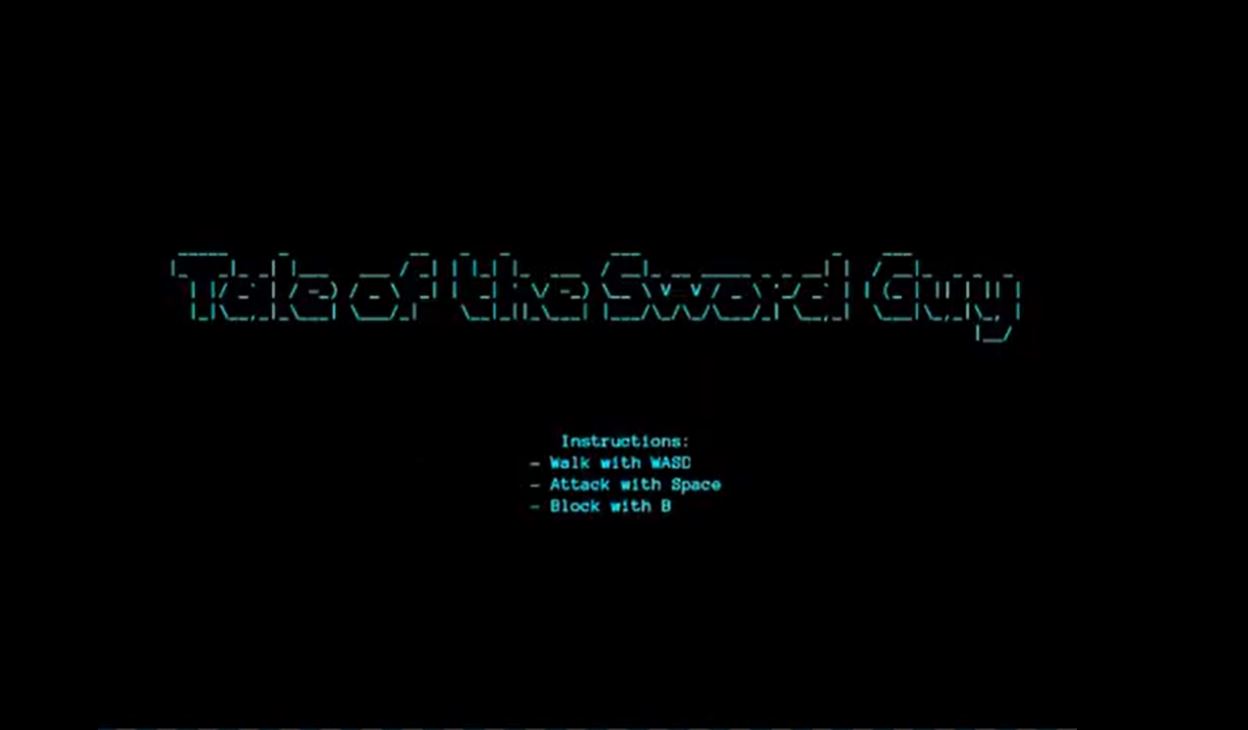 Tale of the Sword Guy
Instructions:
- Walk with WASD
- Attack with Space
- Block with B